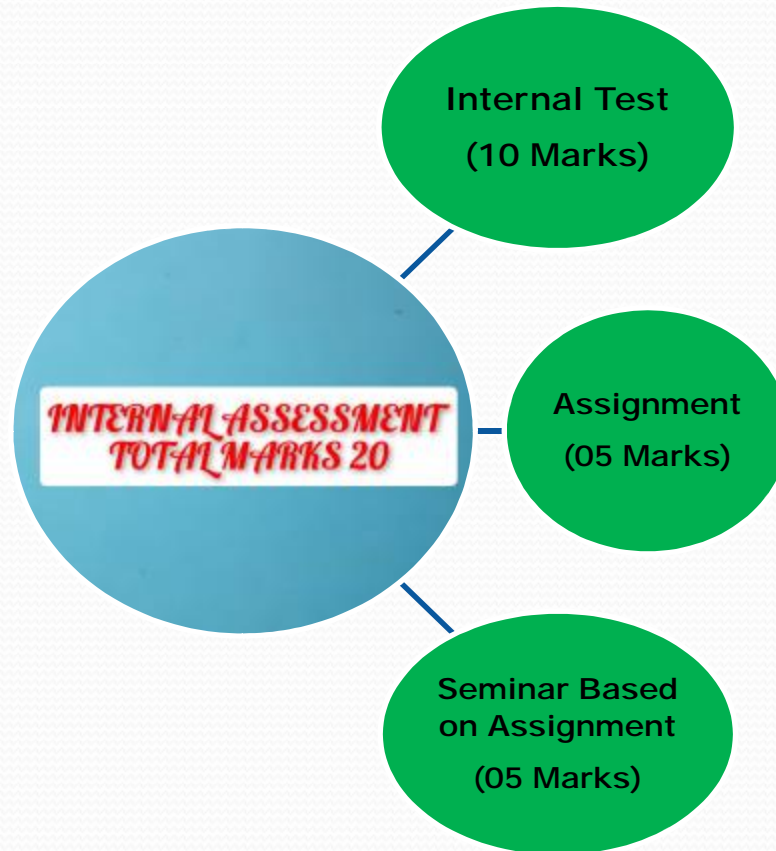 Internal Test
(10 Marks)
INTERNAL ASSESSMENT
TOTAL MARKS 20
Assignment
(05 Marks)
Seminar Based
on Assignment
(05 Marks)